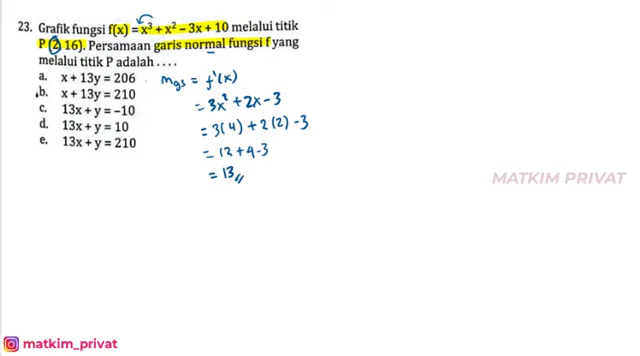 23. Grafik fungsi f(x) = x³ + x² – 3x + 10 melalui titik
P (2, 16). Persamaan garis normal fungsi f yang
melalui titik P adalah . . . .
a. x + 13y = 206
b. x + 13y = 210
c. 13x + y = –10
d. 13x + y = 10
e. 13x + y = 210
mgs = f'(x)
= 3x² + 2x - 3
= 3(4) + 2(2) - 3
= 12 + 4 - 3
= 13
MATKIM PRIVAT
matkim_privat